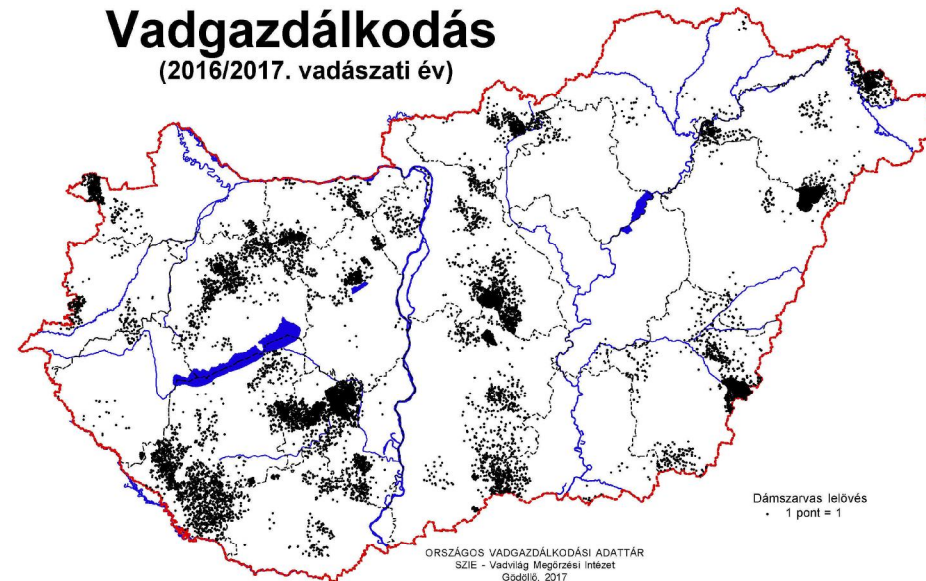 Vadgazdálkodás
(2016/2017. vadászati év)
Dámszarvas lelövés
1 pont = 1
ORSZÁGOS VADGAZDÁLKODÁSI ADATTÁR
SZIE - Vadvilág Megőrzési Intézet
Gödöllő, 2017